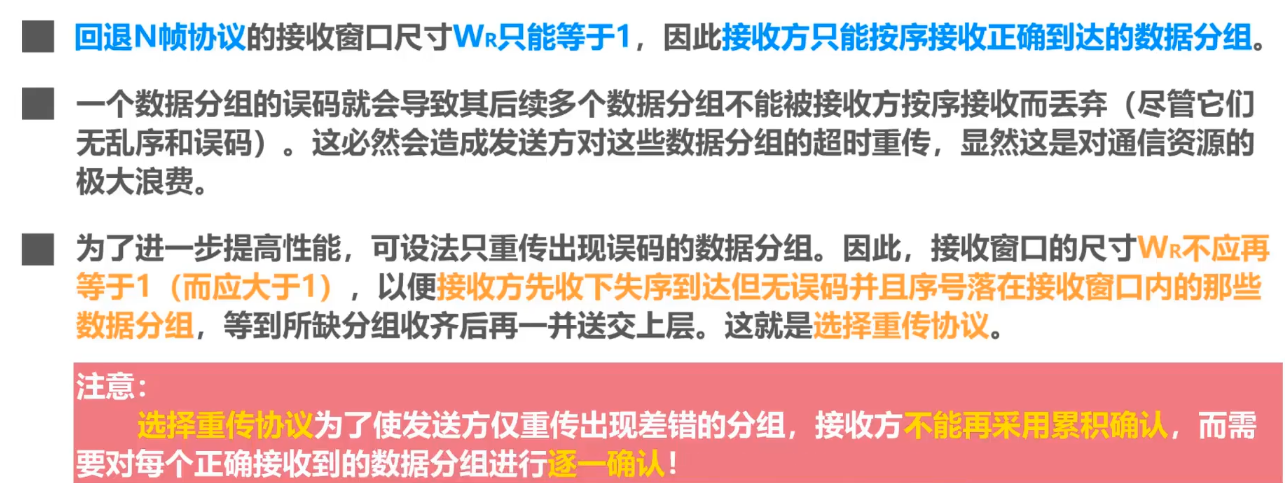 回退N帧协议的接收窗口尺寸WR只能等于1，因此接收方只能按序接收正确到达的数据分组。
一个数据分组的误码就会导致其后续多个数据分组不能被接收方按序接收而丢弃（尽管它们
无乱序和误码）。这必然会造成发送方对这些数据分组的超时重传，显然这是对通信资源的
极大浪费。
为了进一步提高性能，可设法只重传出现误码的数据分组。因此，接收窗口的尺寸WR不应再
等于1（而应大于1），以便接收方先收下失序到达但无误码并且序号落在接收窗口内的那些
数据分组，等到所缺分组收齐后再一并送交上层。这就是选择重传协议。
注意：
选择重传协议为了使发送方仅重传出现差错的分组，接收方不能再采用累积确认，而需
要对每个正确接收到的数据分组进行逐一确认！